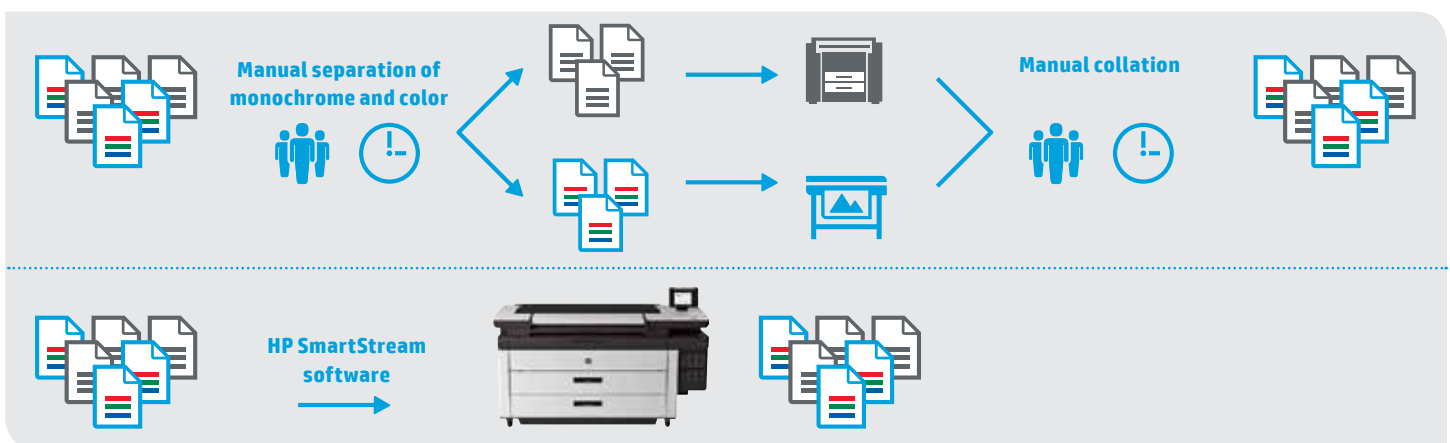 Manual separation of
monochrome and color
Manual collation
HP SmartStream
software